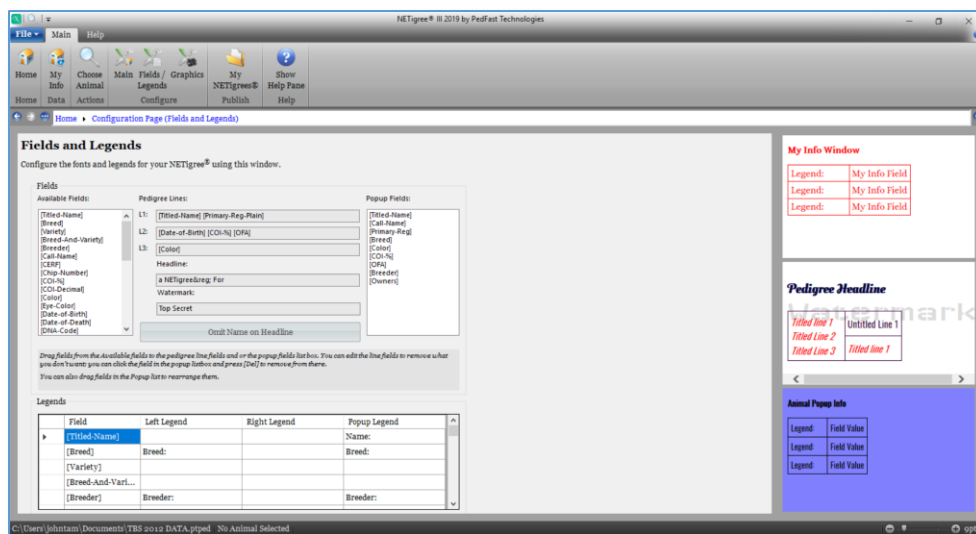 NETigree® III 2019 by PedFast Technologies
File Main Help
Home My Info Choose Animal Main Fields / Legends Graphics My NETigrees® Show Help Pane
Home Data Actions Configure Publish Help
Home Configuration Page (Fields and Legends)
Fields and Legends
Configure the fonts and legends for your NETigree® using this window.
Fields
Available Fields:
[Titled-Name]
[Breed]
[Variety]
[Breed-And-Variety]
[Breeder]
[Call-Name]
[CERF]
[Chip-Number]
[COI-%]
[COI-Decimal]
[Color]
[Eye-Color]
[Date-of-Birth]
[Date-of-Death]
[DNA-Code]
Pedigree Lines:
L1: [Titled-Name] [Primary-Reg-Plain]
L2: [Date-of-Birth] [COI-%] [OFA]
L3: [Color]
Headline:
a NETigree&reg; For
Watermark:
Top Secret
Omit Name on Headline
Popup Fields:
[Titled-Name]
[Call-Name]
[Primary-Reg]
[Breed]
[Color]
[COI-%]
[OFA]
[Breeder]
[Owners]
Drag fields from the Available fields to the pedigree line fields and or the popup fields list box. You can edit the line fields to remove what
you don't want; you can click the field in the popup listbox and press [Del] to remove from there.
You can also drag fields in the Popup list to rearrange them.
Legends
Field Left Legend Right Legend Popup Legend
[Titled-Name] Name:
[Breed] Breed: Breed:
[Variety]
[Breed-And-Vari...
[Breeder] Breeder: Breeder:
My Info Window
Legend: My Info Field
Legend: My Info Field
Legend: My Info Field
Pedigree Headline
Watermark
Titled line 1
Titled Line 2
Titled Line 3
Untitled Line 1
Titled line 1
Animal Popup Info
Legend Field Value
Legend Field Value
Legend Field Value
C:\Users\johntam\Documents\TBS 2012 DATA.ptped No Animal Selected